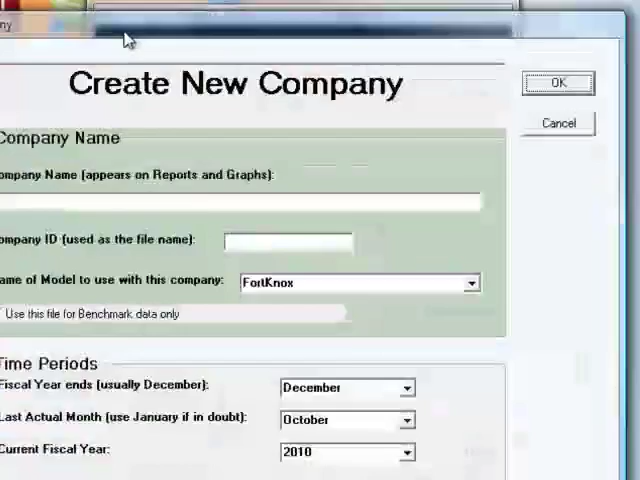 ny
Create New Company
OK
Cancel
Company Name
ompany Name (appears on Reports and Graphs):
ompany ID (used as the file name):
ame of Model to use with this company:
FortKnox
Use this file for Benchmark data only
Time Periods
Fiscal Year ends (usually December):
December
Last Actual Month (use January if in doubt):
October
Current Fiscal Year:
2010